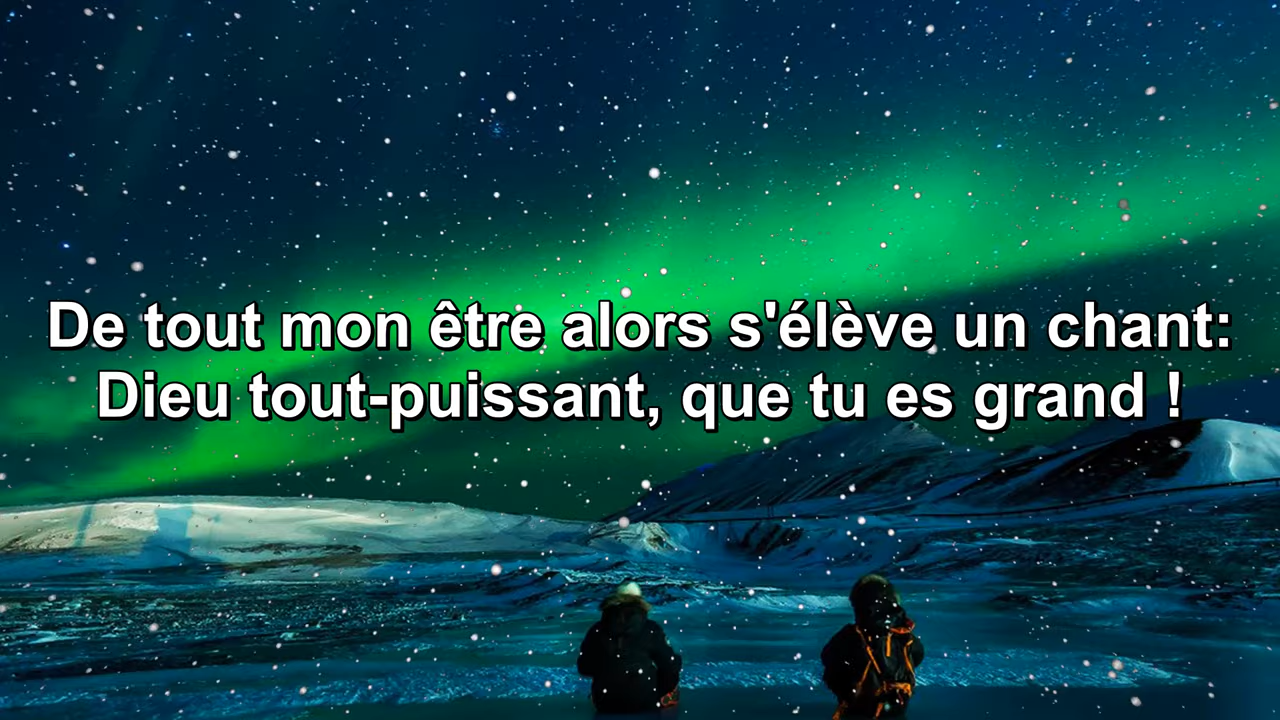 De tout mon être alors s'élève un chant:
Dieu tout-puissant, que tu es grand !